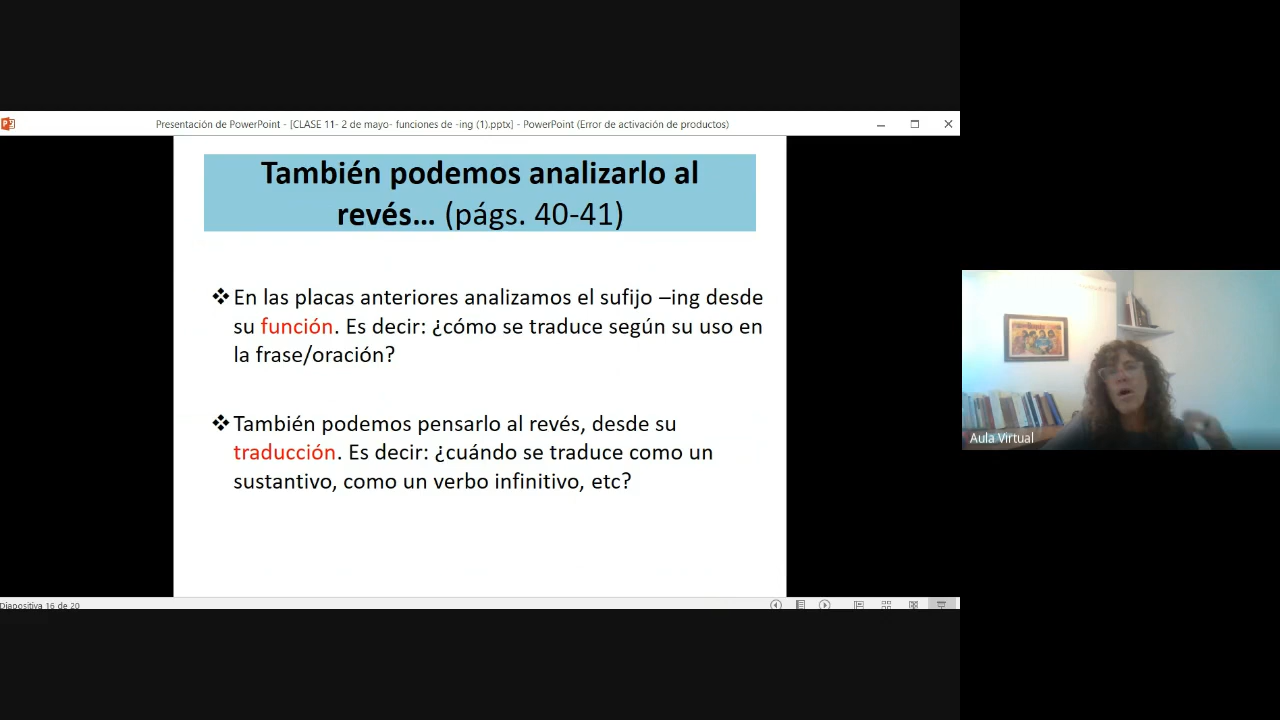 Presentación de PowerPoint - [CLASE 11- 2 de mayo- funciones de -ing (1).pptx] - PowerPoint (Error de activación de productos)
También podemos analizarlo al
revés... (págs. 40-41)
❖En las placas anteriores analizamos el sufijo –ing desde
su función. Es decir: ¿cómo se traduce según su uso en
la frase/oración?
❖También podemos pensarlo al revés, desde su
traducción. Es decir: ¿cuándo se traduce como un
sustantivo, como un verbo infinitivo, etc?
Aula Virtual
Diapositiva 16 de 20